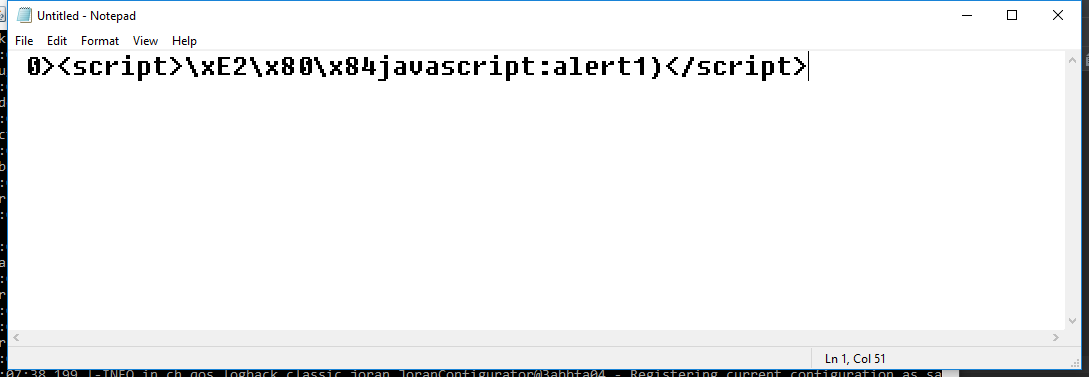 Untitled - Notepad
File Edit Format View Help
0><script>\xE2\x80\x84javascript:alert1)</script>
Ln 1, Col 51
:07:38,199 |-INFO in ch.qos.logback.classic.joran.JoranConfigurator@3abbfa04 - Registering current configuration as sa